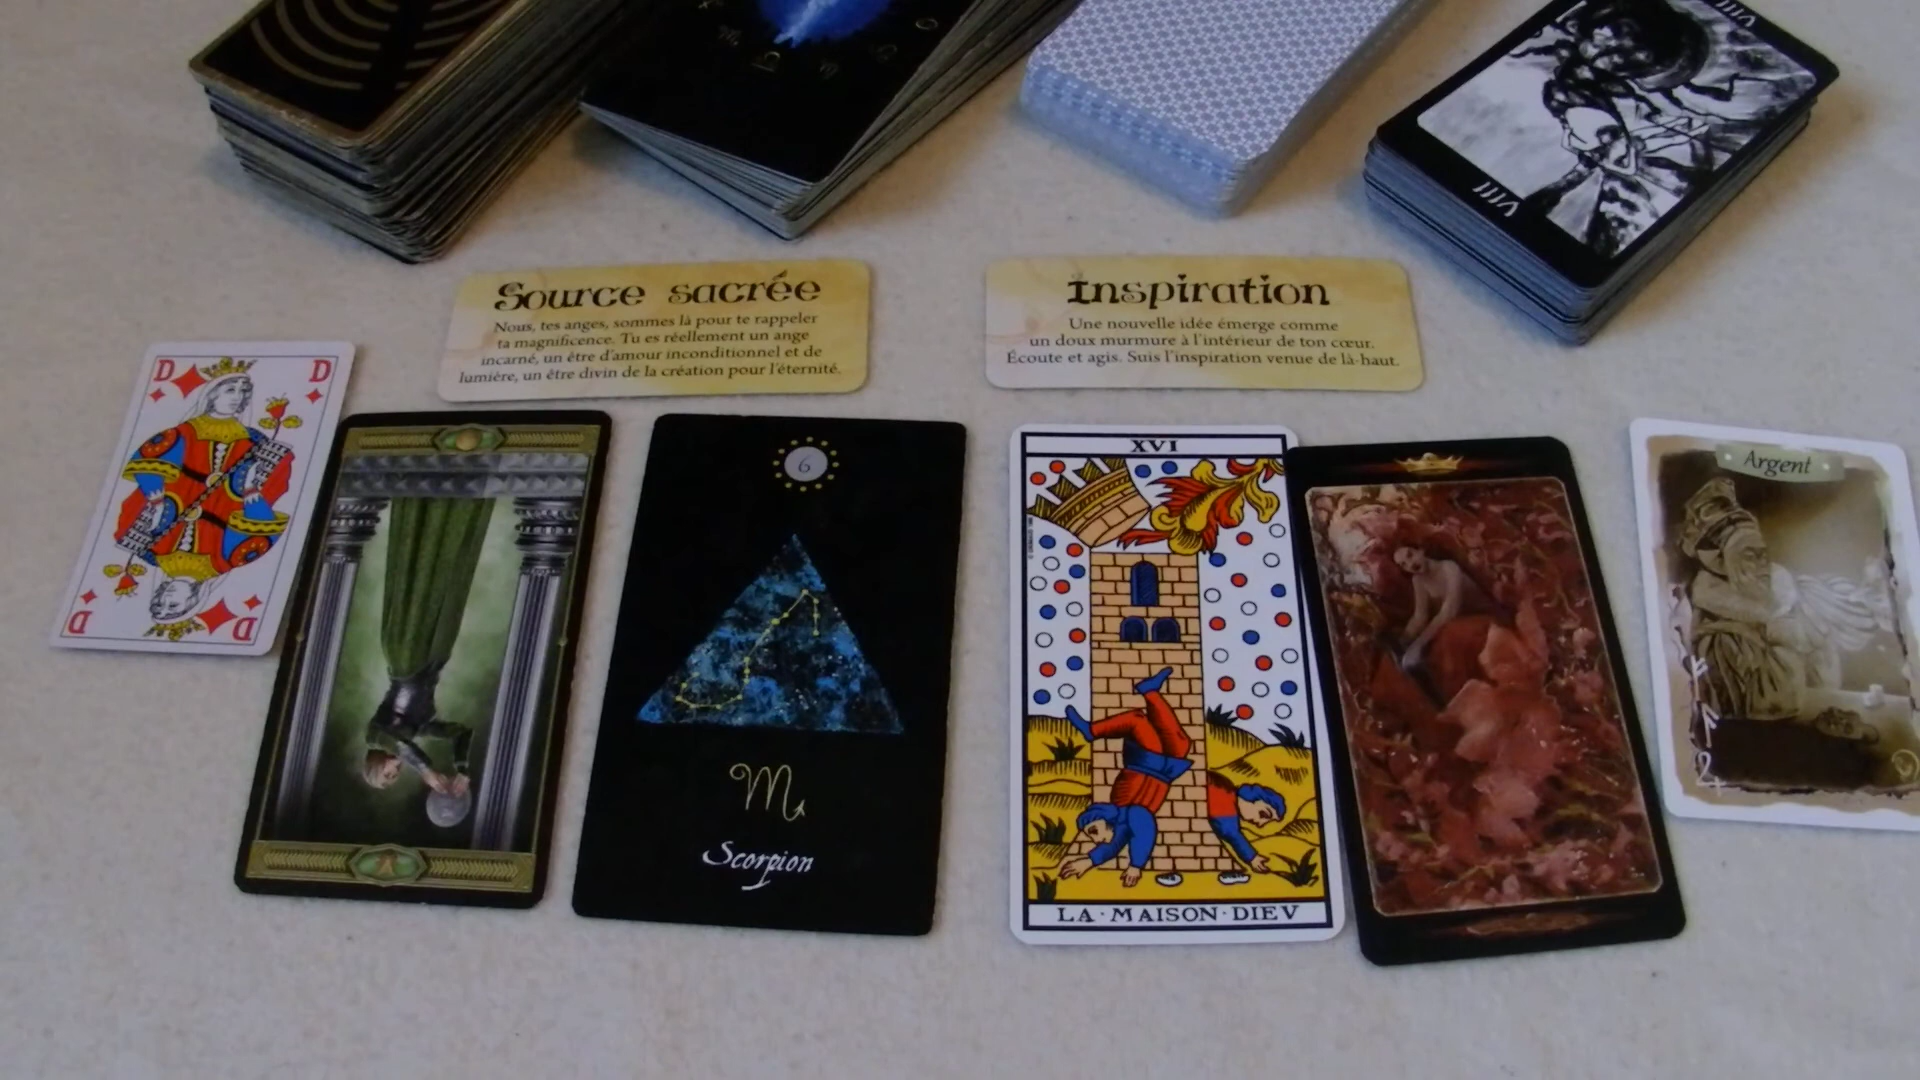 VIII
VIII
Source sacrée
Nous, tes anges, sommes là pour te rappeler
ta magnificence. Tu es réellement un ange
incarné, un être d'amour inconditionnel et de
lumière, un être divin de la création pour l'éternité.
Inspiration
Une nouvelle idée émerge comme
un doux murmure à l'intérieur de ton cœur.
Écoute et agis. Suis l'inspiration venue de là-haut.
D
D
D
D
6
Scorpion
XVI
LA·MAISON·DIEV
Argent